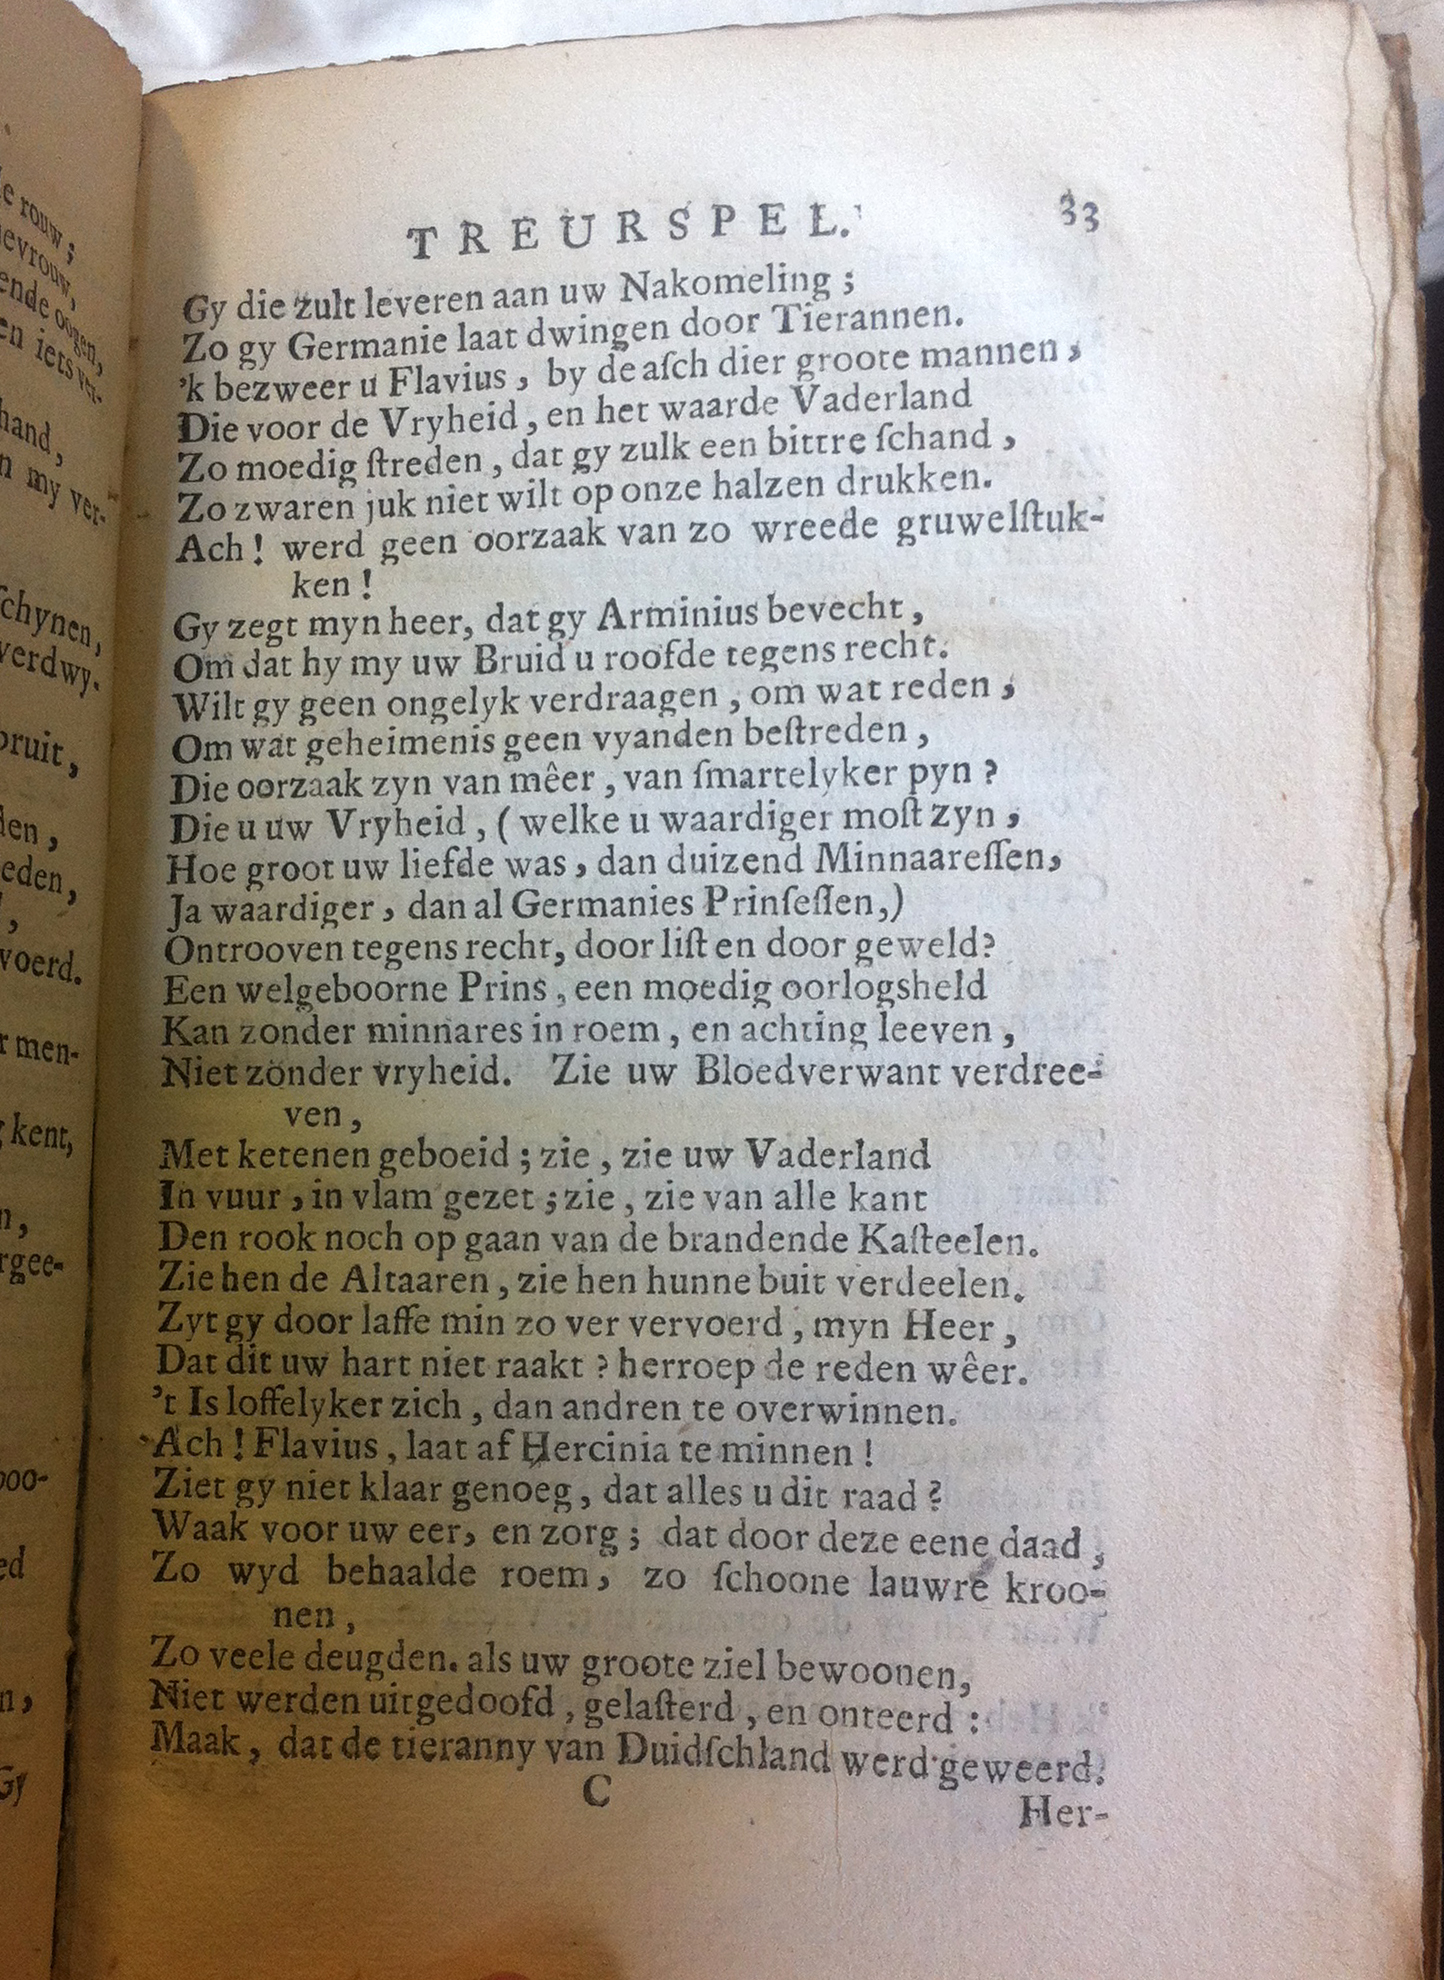 TREURSPEL. 33
Gy die zult leveren aan uw Nakomeling ;
Zo gy Germanie laat dwingen door Tierannen.
'k bezweer u Flavius , by de aſch dier groote mannen ,
Die voor de Vryheid , en het waarde Vaderland
Zo moedig ſtreden , dat gy zulk een bittre ſchand ,
Zo zwaren juk niet wilt op onze halzen drukken.
Ach ! werd geen oorzaak van zo wreede gruwelſtuk-
ken !
Gy zegt myn heer, dat gy Arminius bevecht ,
Om dat hy my uw Bruid u roofde tegens recht.
Wilt gy geen ongelyk verdraagen , om wat reden ,
Om wat geheimenis geen vyanden beſtreden ,
Die oorzaak zyn van mêer , van ſmartelyker pyn ?
Die u uw Vryheid , ( welke u waardiger moſt zyn ,
Hoe groot uw liefde was , dan duizend Minnaareſſen,
Ja waardiger , dan al Germanies Prinſeſſen,)
Ontrooven tegens recht, door liſt en door geweld?
Een welgeboorne Prins , een moedig oorlogsheld
Kan zonder minnares in roem , en achting leeven ,
Niet zonder vryheid. Zie uw Bloedverwant verdree-
ven ,
Met ketenen geboeid ; zie , zie uw Vaderland
In vuur , in vlam gezet ; zie , zie van alle kant
Den rook noch op gaan van de brandende Kaſteelen.
Zie hen de Altaaren , zie hen hunne buit verdeelen.
Zyt gy door laffe min zo ver vervoerd , myn Heer ,
Dat dit uw hart niet raakt ? herroep de reden wêer.
't Is loffelyker zich , dan andren te overwinnen.
Ach ! Flavius , laat af Hercinia te minnen !
Ziet gy niet klaar genoeg , dat alles u dit raad ?
Waak voor uw eer, en zorg ; dat door deze eene daad ,
Zo wyd behaalde roem , zo ſchoone lauwre kroo-
nen ,
Zo veele deugden. als uw groote ziel bewoonen,
Niet werden uitgedoofd , gelaſterd , en onteerd :
Maak , dat de tieranny van Duidſchland werd geweerd.
C
Her-